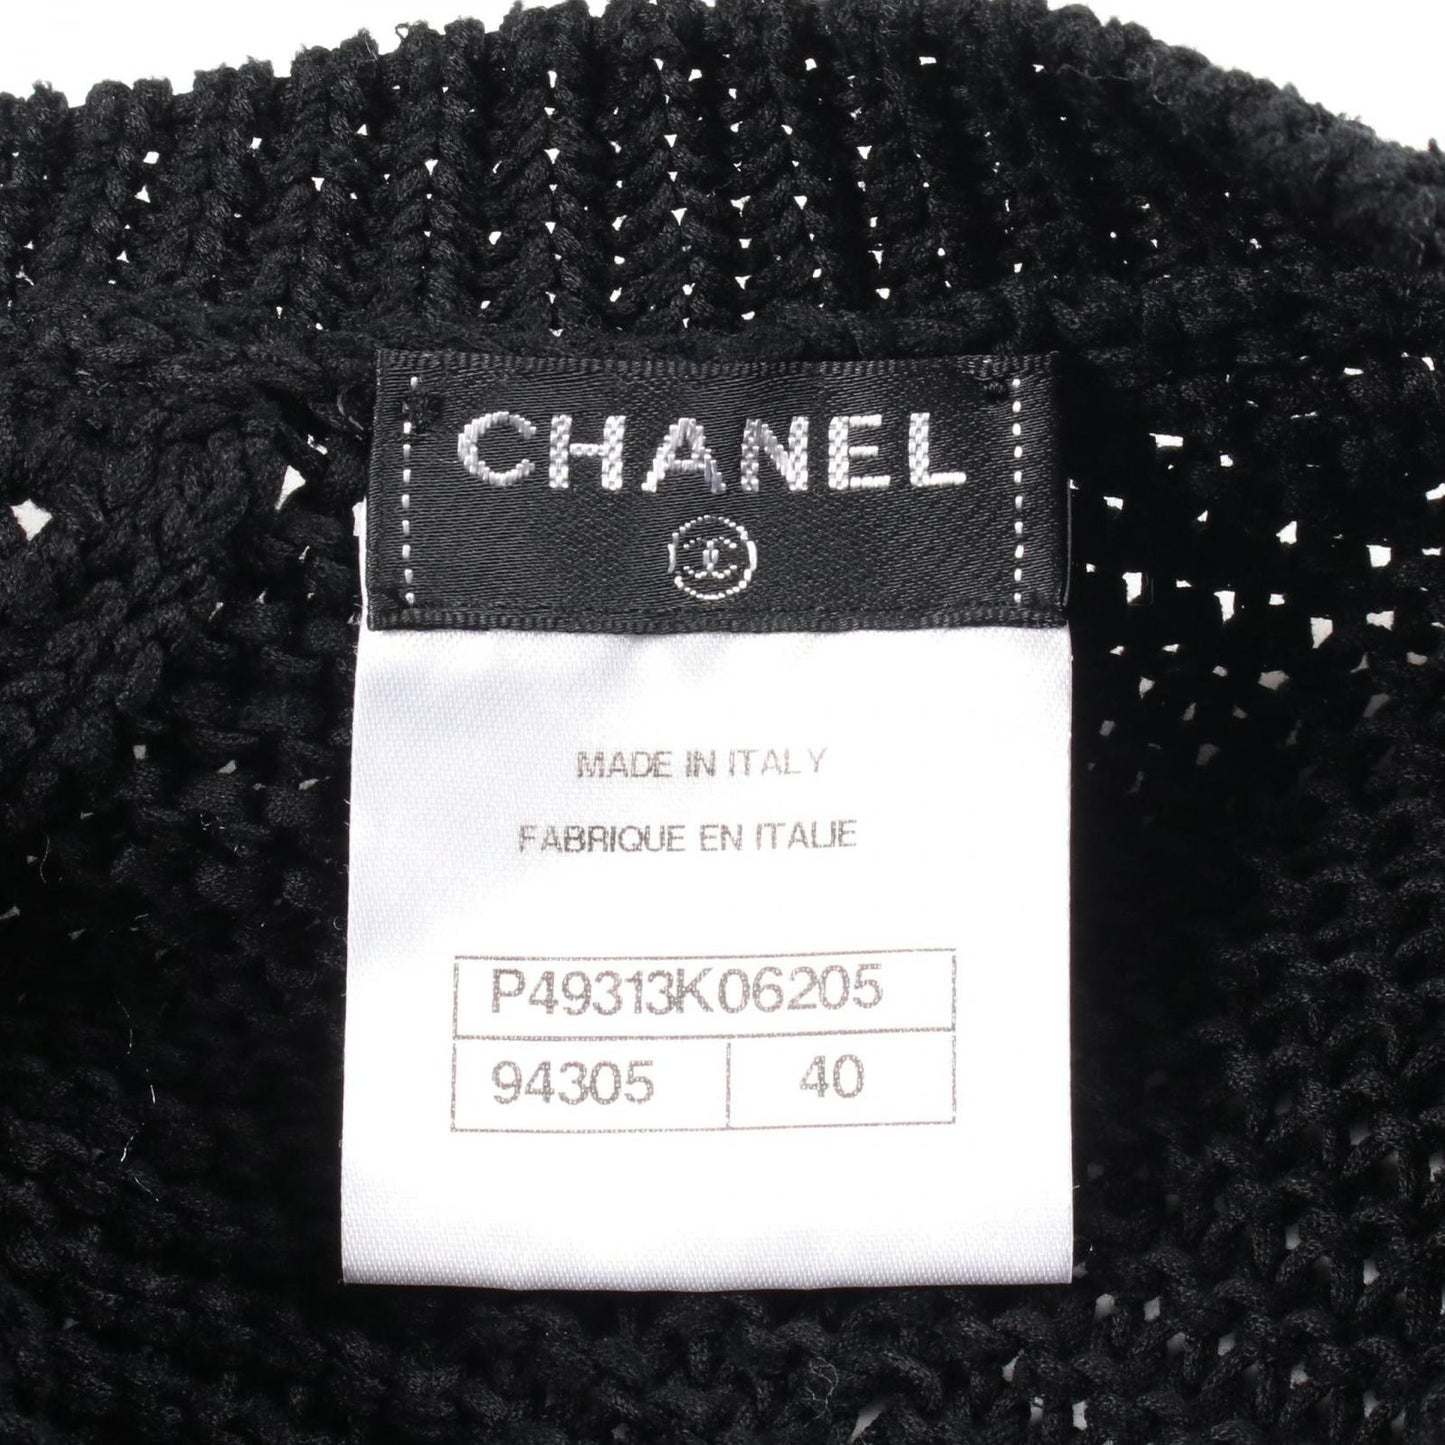 CHANEL
MADE IN ITALY
FABRIQUE EN ITALIE
P49313K06205
94305 40